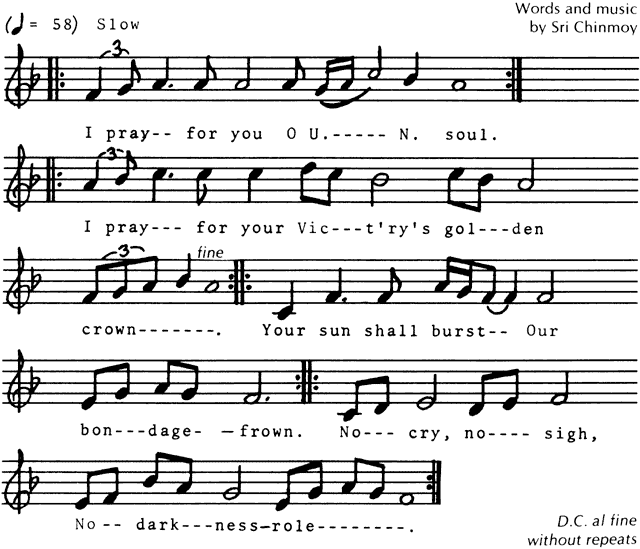 (♩= 58) Slow
Words and music
by Sri Chinmoy
3
I pray-- for you O U.----- N. soul.
3
I pray--- for your Vic---t'ry's gol---den
3
fine
crown-------. Your sun shall burst-- Our
bon---dage- —frown. No--- cry, no---- sigh,
No -- dark---ness—role--------.
D.C. al fine
without repeats